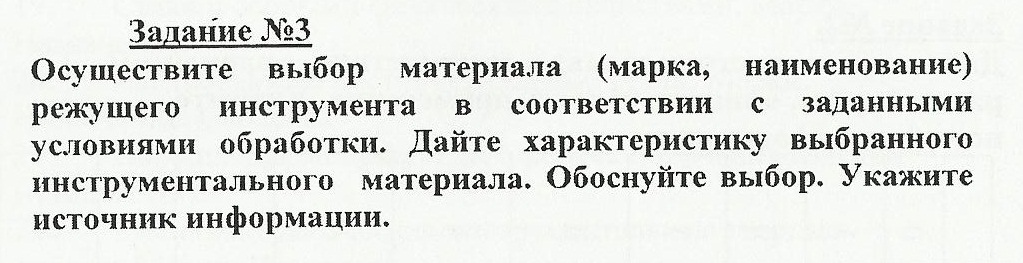 Задание №3
Осуществите выбор материала (марка, наименование)
режущего инструмента в соответствии с заданными
условиями обработки. Дайте характеристику выбранного
инструментального материала. Обоснуйте выбор. Укажите
источник информации.